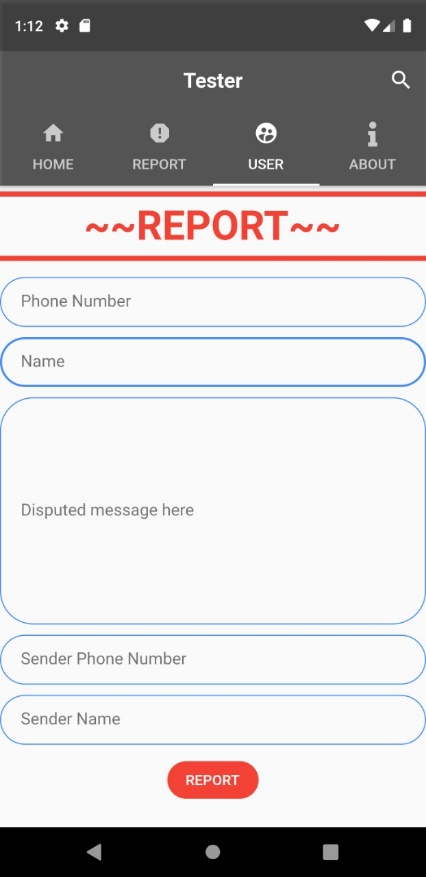 1:12
Tester
HOME REPORT USER ABOUT
~~REPORT~~
Phone Number
Name
Disputed message here
Sender Phone Number
Sender Name
REPORT